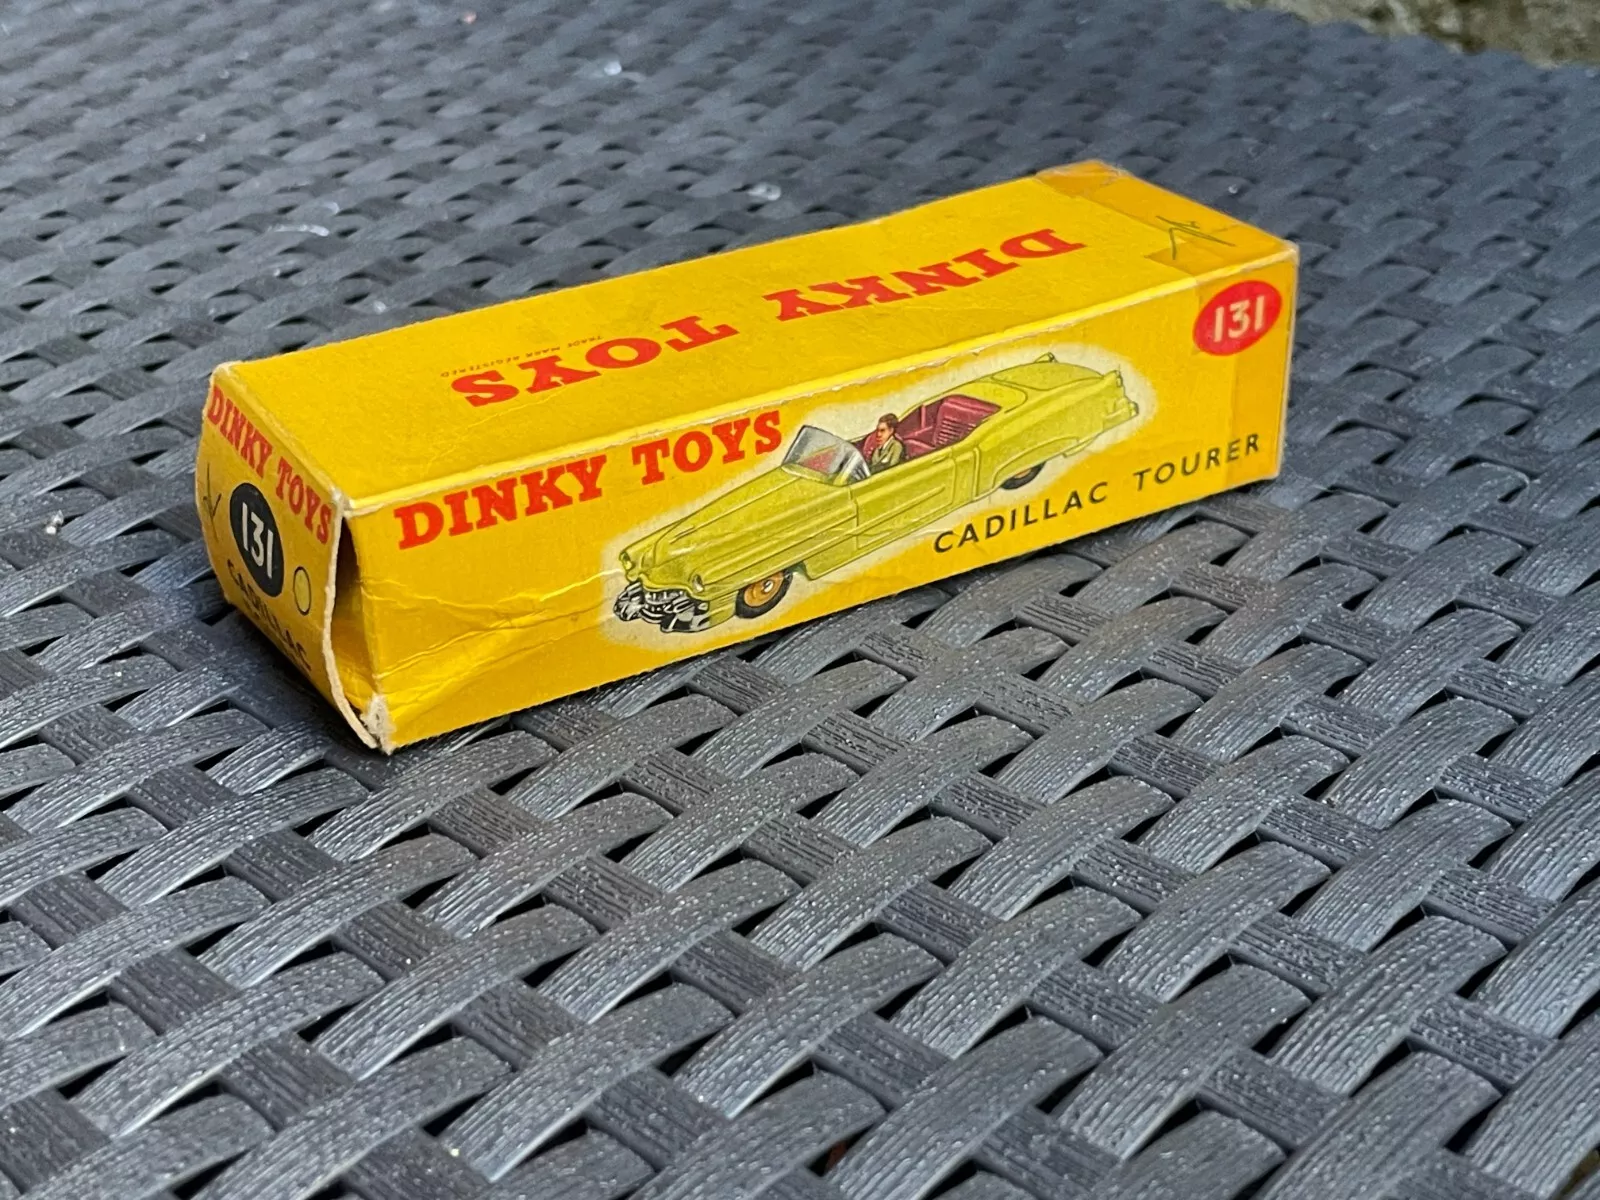 DINKY TOYS
TRADE MARK REGISTERED
DINKY TOYS
131
CADILLAC TOURER
DINKY TOYS
131
CADILLAC